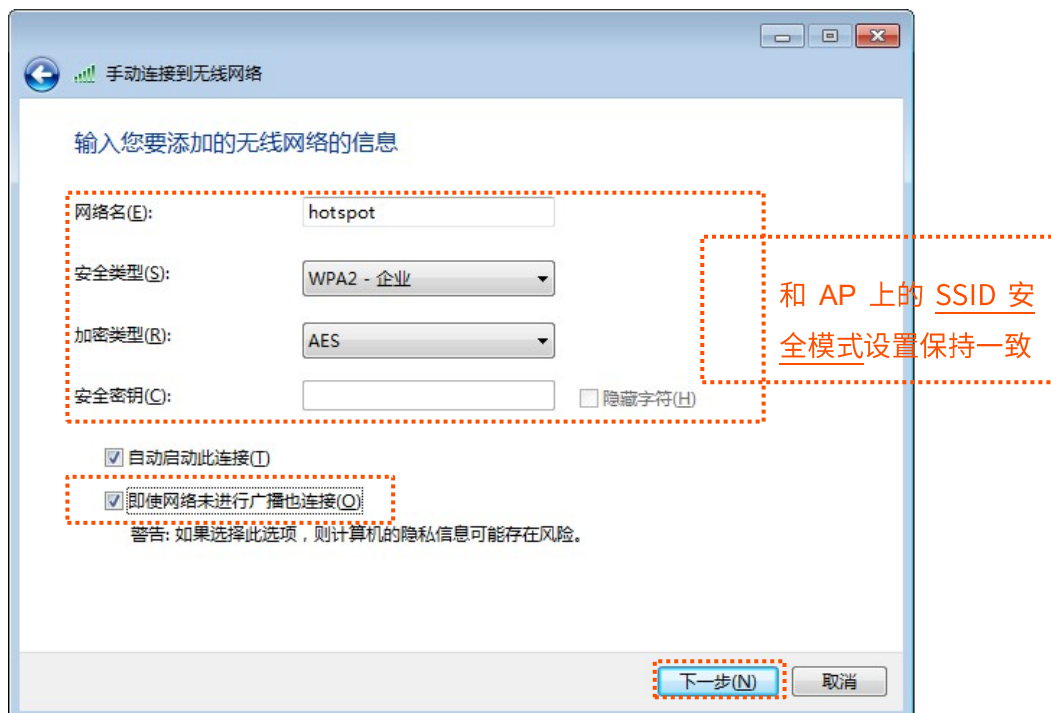 手动连接到无线网络
输入您要添加的无线网络的信息
网络名(E):
hotspot
安全类型(S):
WPA2 - 企业
加密类型(R):
AES
安全密钥(C):
隐藏字符(H)
和 AP 上的 SSID 安
全模式设置保持一致
自动启动此连接(T)
即使网络未进行广播也连接(O)
警告: 如果选择此选项，则计算机的隐私信息可能存在风险。
下一步(N)
取消